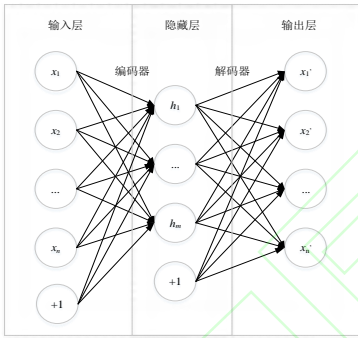 输入层 隐藏层 输出层
编码器 解码器
x₁ h₁ x₁'
x₂ ... x₂'
... hₘ ...
xₙ +1 xₙ'
+1